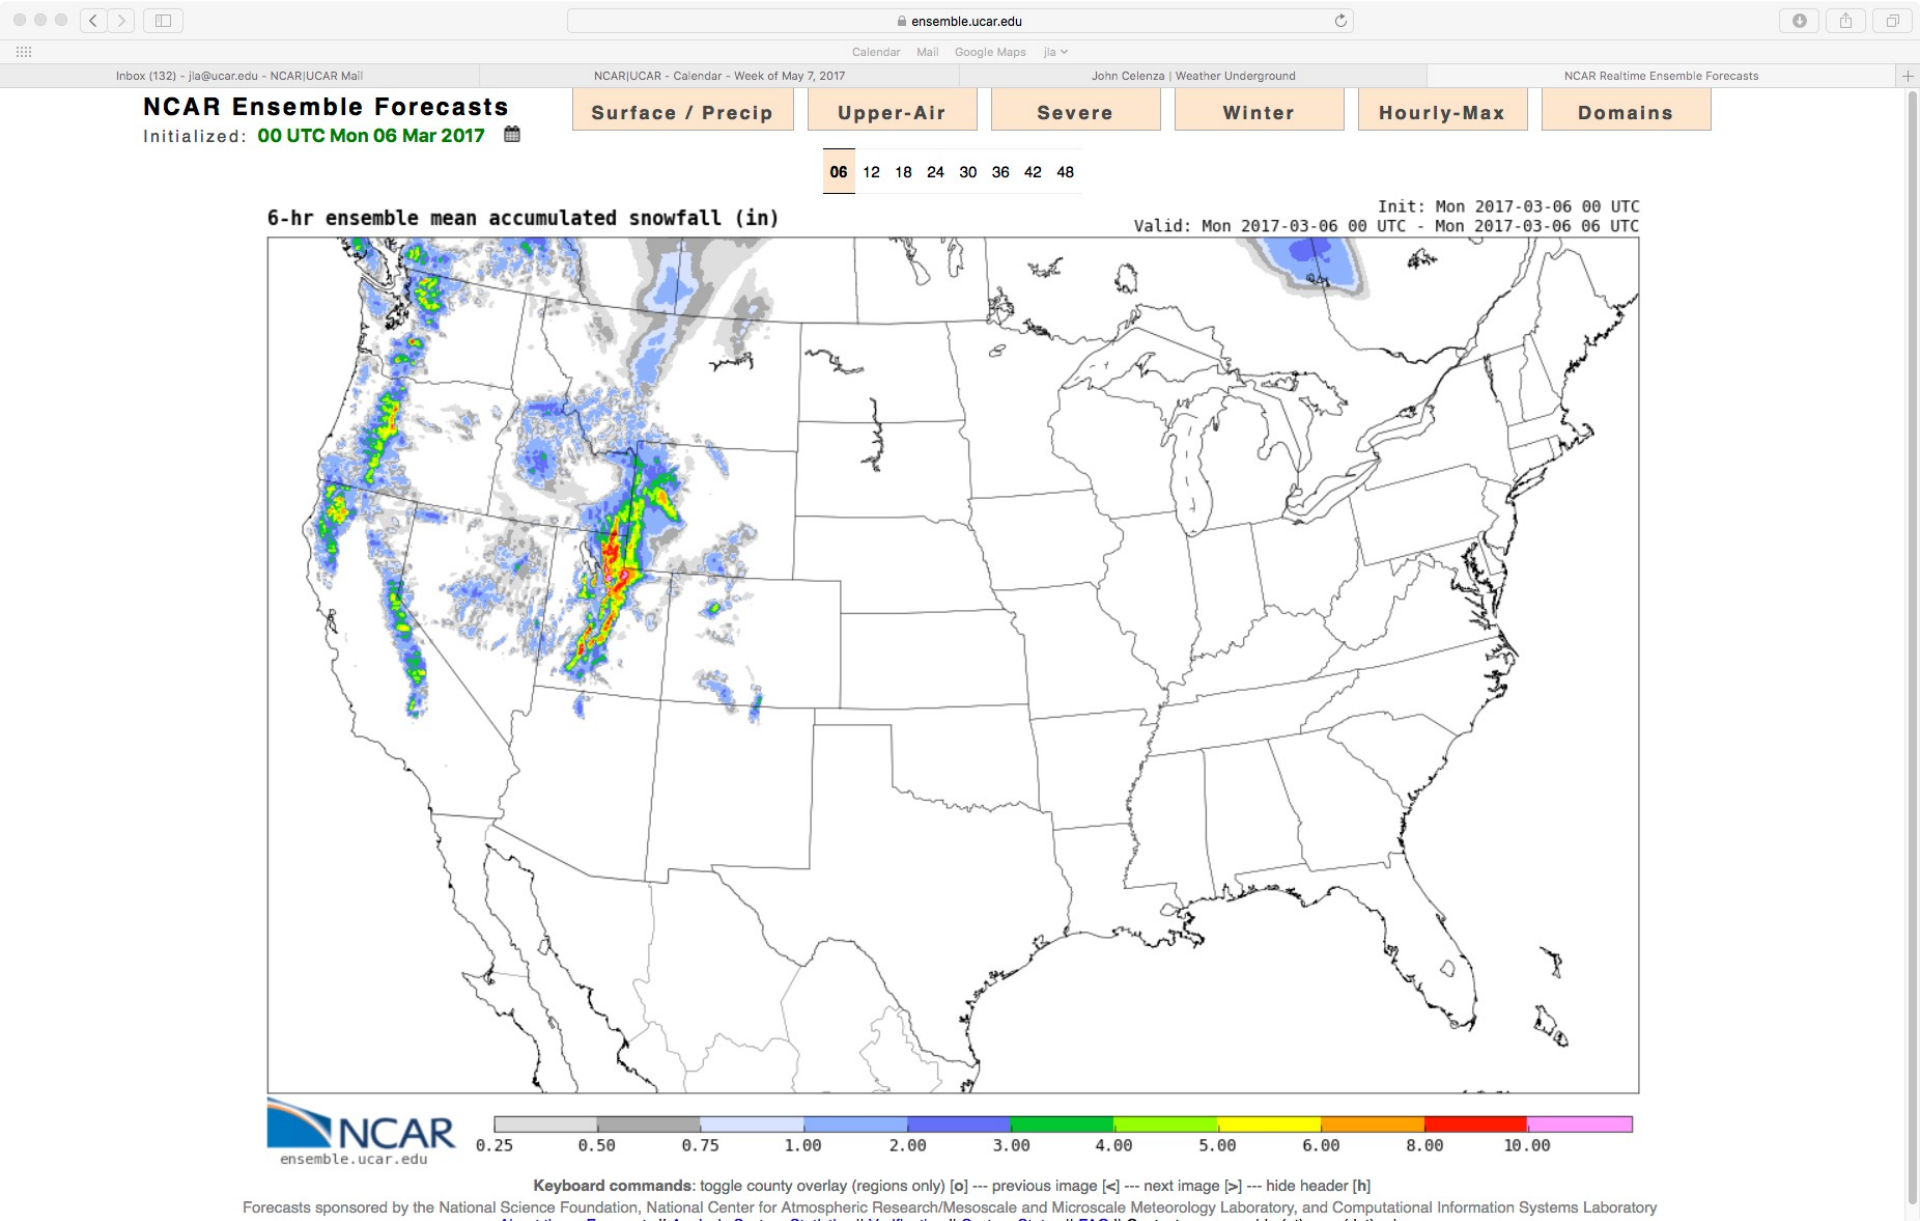 ensemble.ucar.edu
Calendar Mail Google Maps jla
Inbox (132) - jla@ucar.edu - NCAR|UCAR Mail
NCAR|UCAR - Calendar - Week of May 7, 2017
John Celenza | Weather Underground
NCAR Realtime Ensemble Forecasts
NCAR Ensemble Forecasts
Initialized: 00 UTC Mon 06 Mar 2017
Surface / Precip
Upper-Air
Severe
Winter
Hourly-Max
Domains
06 12 18 24 30 36 42 48
6-hr ensemble mean accumulated snowfall (in)
Init: Mon 2017-03-06 00 UTC
Valid: Mon 2017-03-06 00 UTC - Mon 2017-03-06 06 UTC
NCAR
ensemble.ucar.edu
0.25 0.50 0.75 1.00 2.00 3.00 4.00 5.00 6.00 8.00 10.00
Keyboard commands: toggle county overlay (regions only) [o] --- previous image [<] --- next image [>] --- hide header [h]
Forecasts sponsored by the National Science Foundation, National Center for Atmospheric Research/Mesoscale and Microscale Meteorology Laboratory, and Computational Information Systems Laboratory